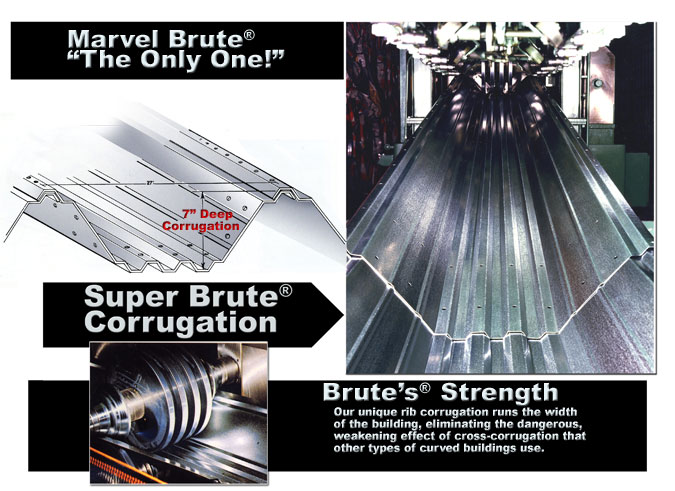 Marvel Brute®
“The Only One!”
27"
7” Deep
Corrugation
Super Brute®
Corrugation
Brute’s® Strength
Our unique rib corrugation runs the width
of the building, eliminating the dangerous,
weakening effect of cross-corrugation that
other types of curved buildings use.